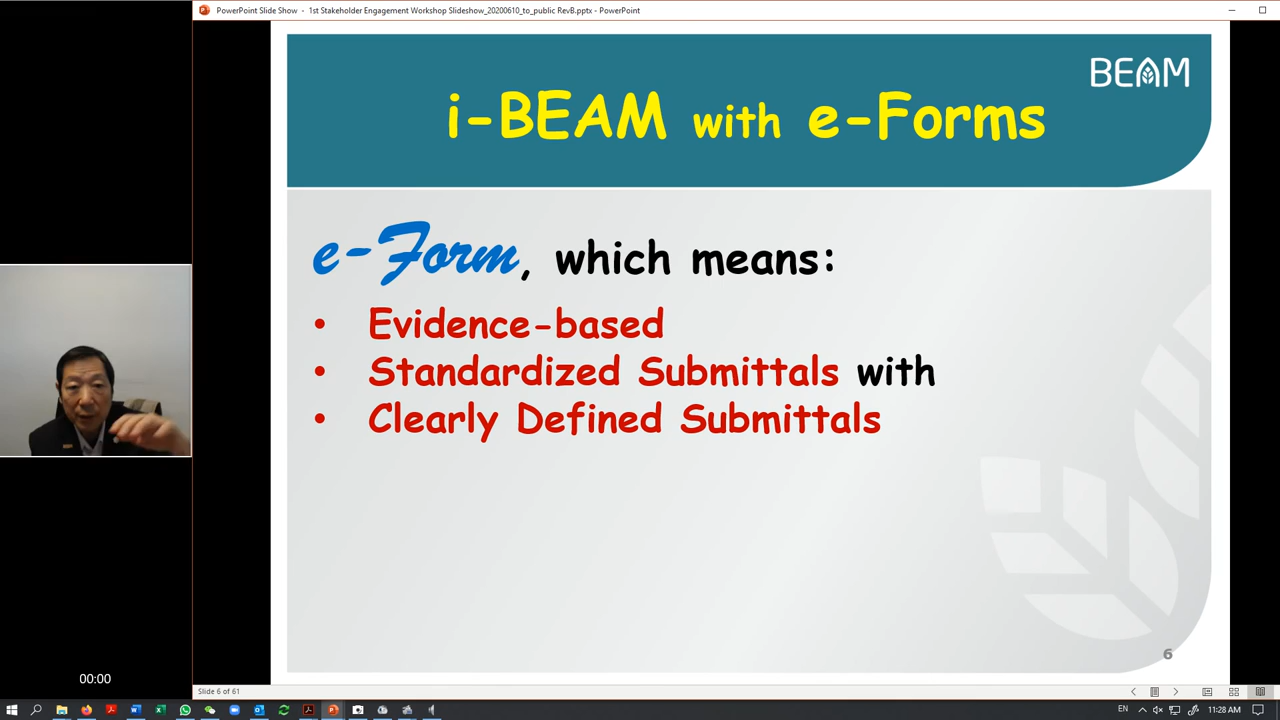 PowerPoint Slide Show - 1st Stakeholder Engagement Workshop Slideshow_20200610_to_public RevB.pptx - PowerPoint
BEAM
i-BEAM with e-Forms
e-Form, which means:
• Evidence-based
• Standardized Submittals with
• Clearly Defined Submittals
6
00:00
Slide 6 of 61
EN
11:28 AM